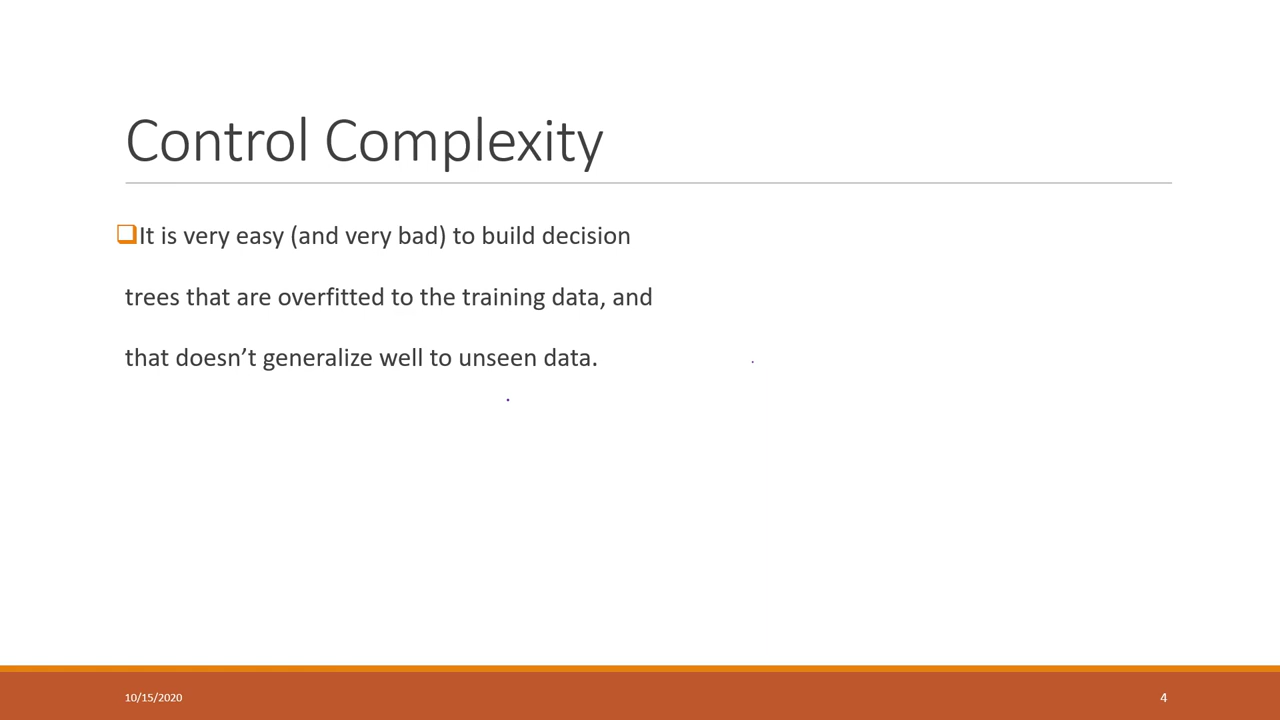 Control Complexity
It is very easy (and very bad) to build decision
trees that are overfitted to the training data, and
that doesn’t generalize well to unseen data.
10/15/2020
4